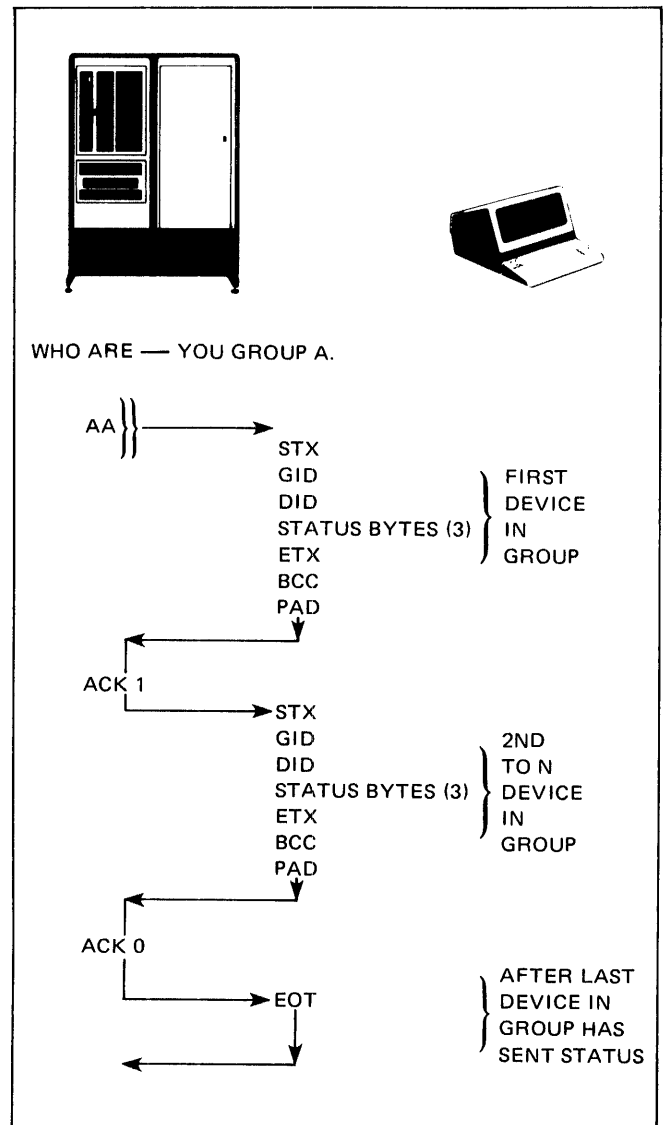 WHO ARE — YOU GROUP A.
AA
STX
GID
DID
STATUS BYTES (3)
ETX
BCC
PAD
FIRST
DEVICE
IN
GROUP
ACK 1
STX
GID
DID
STATUS BYTES (3)
ETX
BCC
PAD
2ND
TO N
DEVICE
IN
GROUP
ACK 0
EOT
AFTER LAST
DEVICE IN
GROUP HAS
SENT STATUS